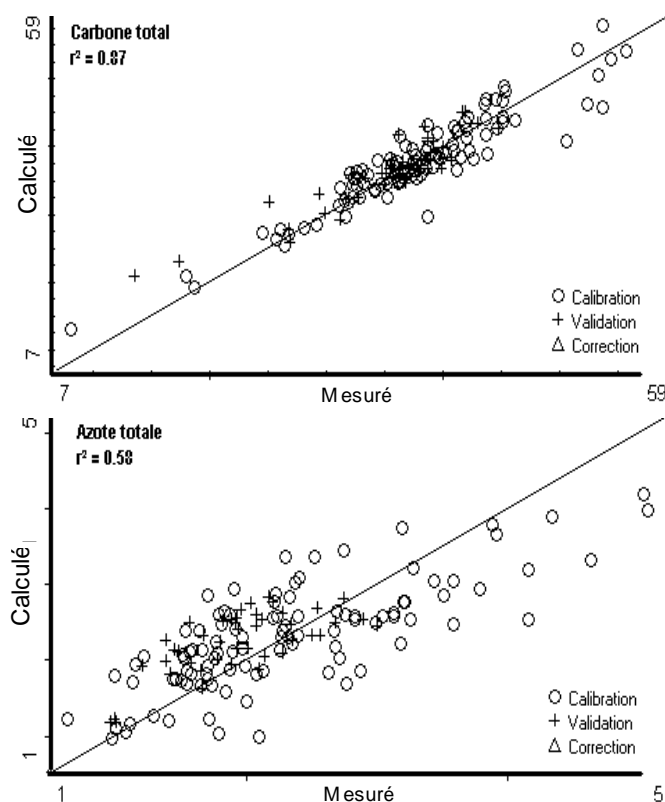 59
Carbone total
r² = 0.87
Calculé
○ Calibration
+ Validation
△ Correction
7
7
Mesuré
59
5
Azote totale
r² = 0.58
Calculé
○ Calibration
+ Validation
△ Correction
1
1
Mesuré
5